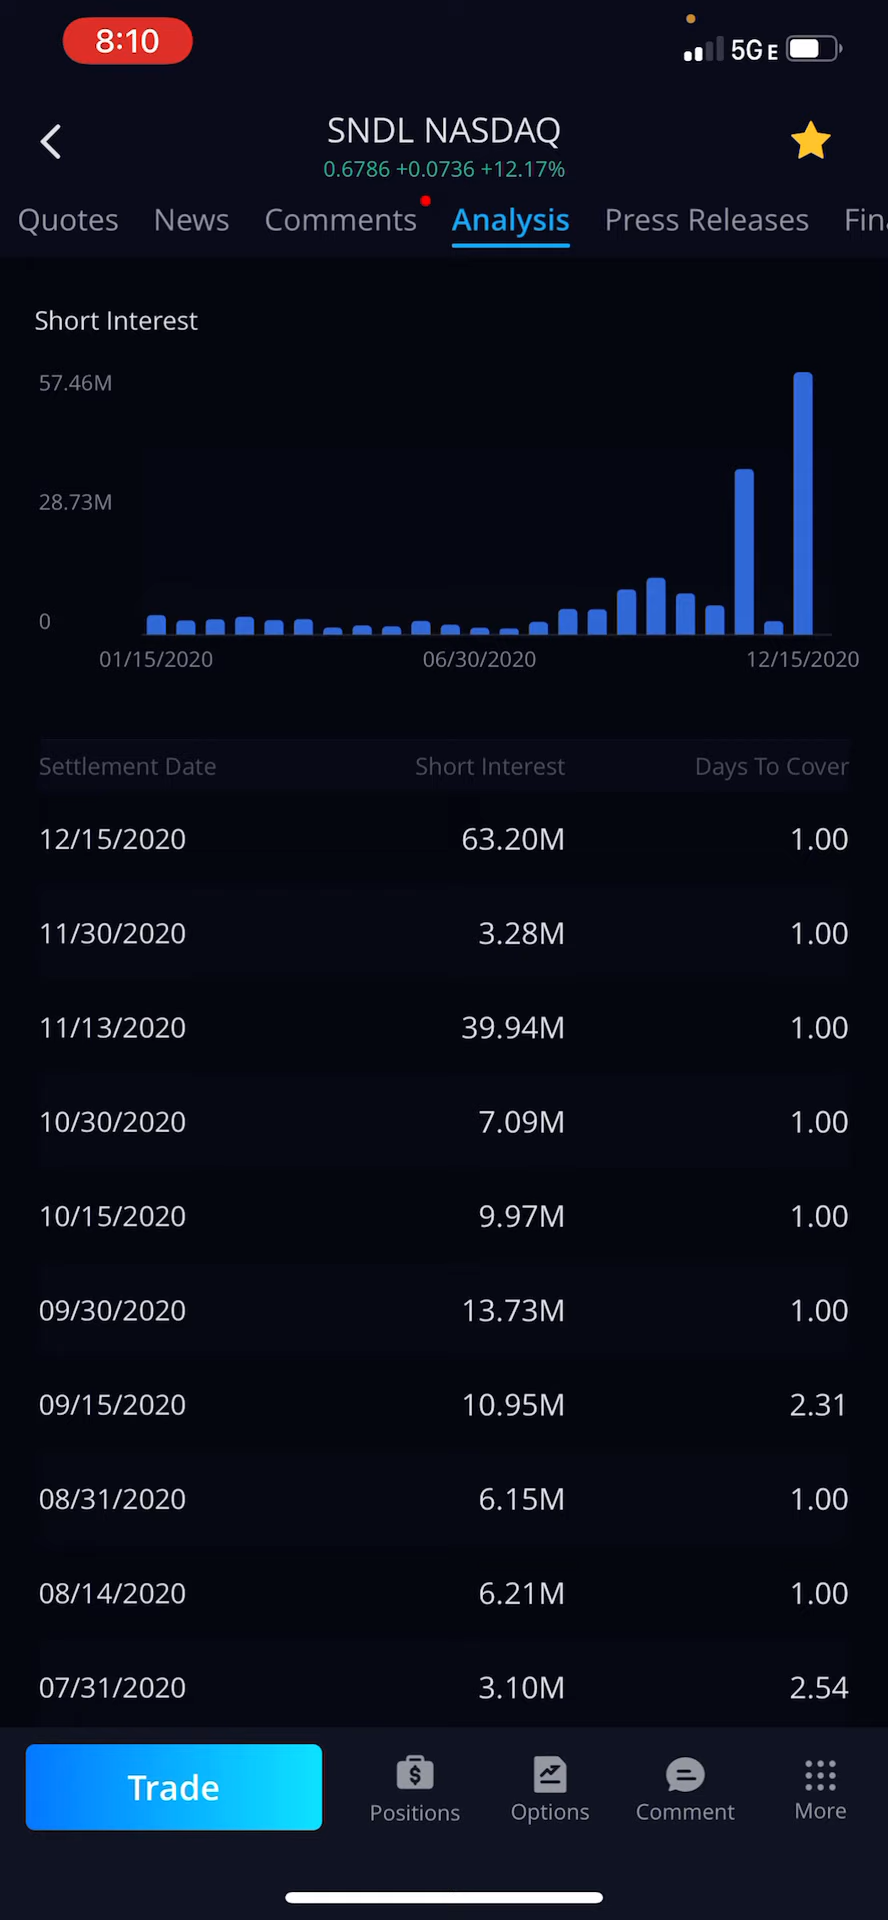 8:10
5G E
SNDL NASDAQ
0.6786 +0.0736 +12.17%
Quotes News Comments Analysis Press Releases Fin
Short Interest
57.46M
28.73M
0
01/15/2020 06/30/2020 12/15/2020
Settlement Date Short Interest Days To Cover
12/15/2020 63.20M 1.00
11/30/2020 3.28M 1.00
11/13/2020 39.94M 1.00
10/30/2020 7.09M 1.00
10/15/2020 9.97M 1.00
09/30/2020 13.73M 1.00
09/15/2020 10.95M 2.31
08/31/2020 6.15M 1.00
08/14/2020 6.21M 1.00
07/31/2020 3.10M 2.54
Trade Positions Options Comment More